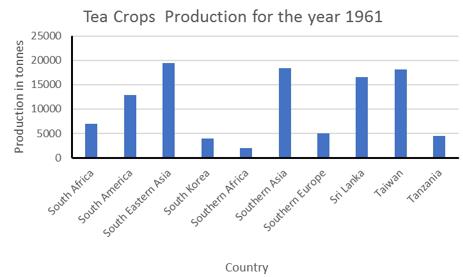 Tea Crops Production for the year 1961
Production in tonnes
25000
20000
15000
10000
5000
0
South Africa
South America
South Eastern Asia
South Korea
Southern Africa
Southern Asia
Southern Europe
Sri Lanka
Taiwan
Tanzania
Country